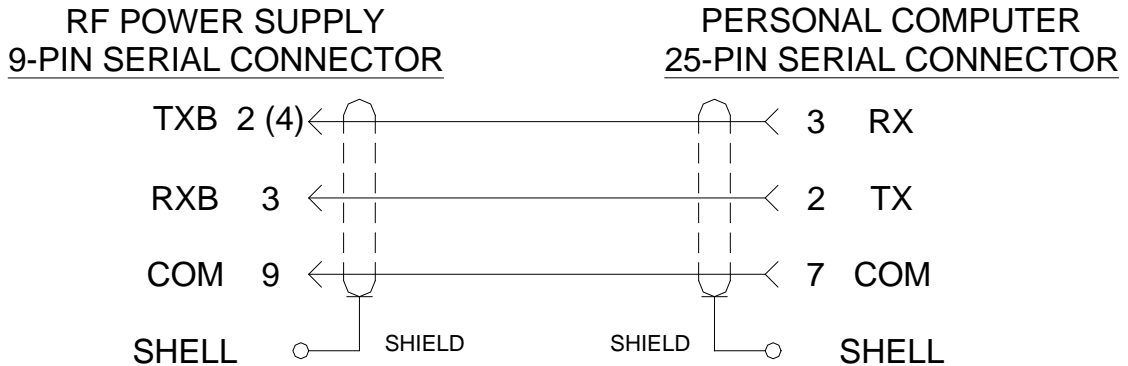 RF POWER SUPPLY
9-PIN SERIAL CONNECTOR
PERSONAL COMPUTER
25-PIN SERIAL CONNECTOR
TXB 2 (4) 3 RX
RXB 3 2 TX
COM 9 7 COM
SHELL SHIELD SHIELD SHELL